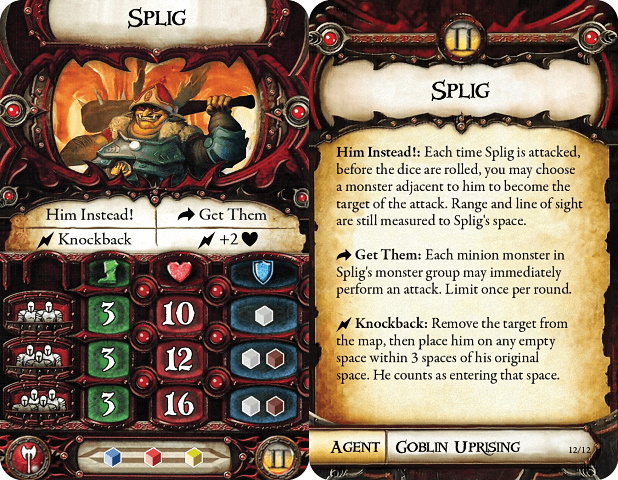 SPLIG
Him Instead!
Get Them
Knockback
+2
3
10
3
12
3
16
II
II
SPLIG
Him Instead!: Each time Splig is attacked,
before the dice are rolled, you may choose
a monster adjacent to him to become the
target of the attack. Range and line of sight
are still measured to Splig's space.
Get Them: Each minion monster in
Splig's monster group may immediately
perform an attack. Limit once per round.
Knockback: Remove the target from
the map, then place him on any empty
space within 3 spaces of his original
space. He counts as entering that space.
AGENT GOBLIN UPRISING 12/12